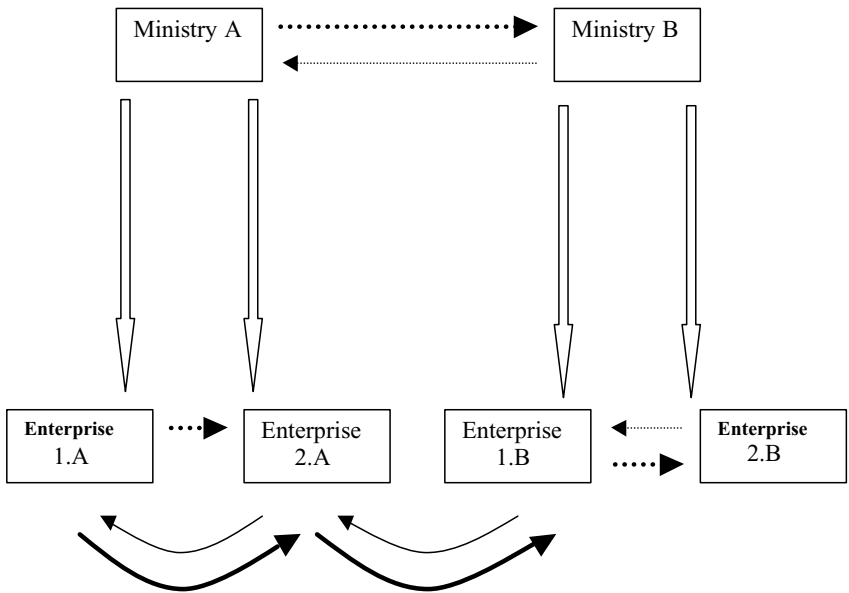 Ministry A
Ministry B
Enterprise
1.A
Enterprise
2.A
Enterprise
1.B
Enterprise
2.B